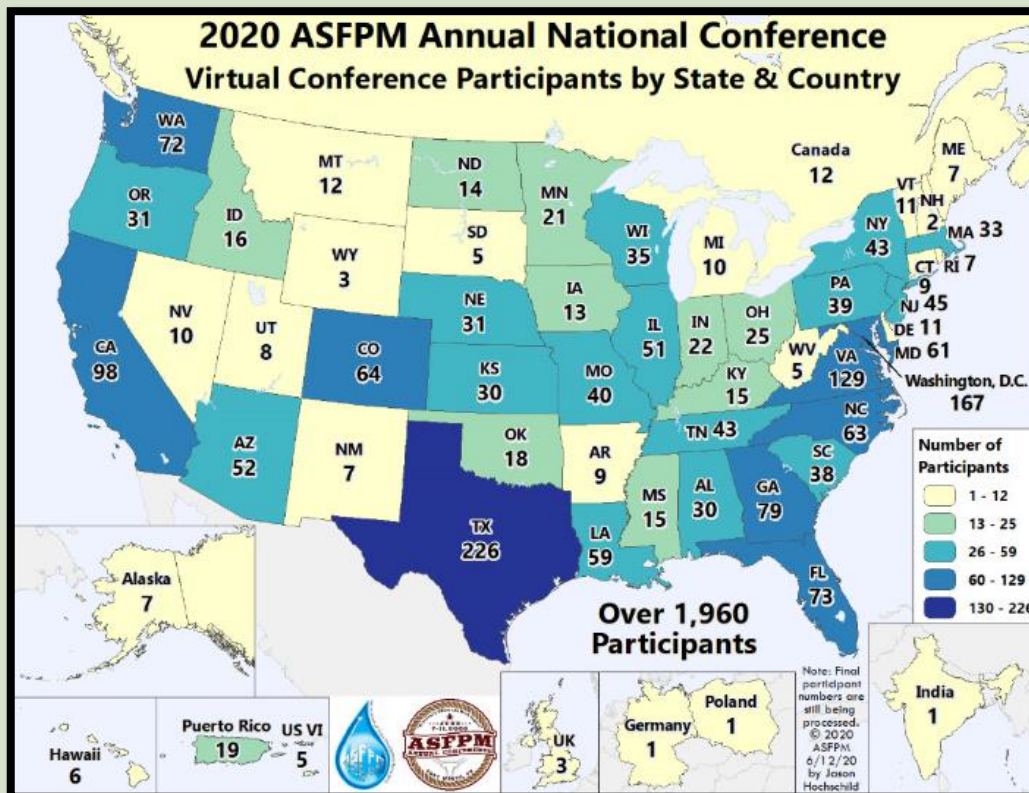 2020 ASFPM Annual National Conference
Virtual Conference Participants by State & Country
WA
72
MT
12
ND
14
MN
21
Canada
12
ME
7
VT
11
NH
2
OR
31
ID
16
WY
3
SD
5
WI
35
MI
10
NY
43
MA 33
CT
9
RI 7
NV
10
UT
8
CO
64
NE
31
IA
13
IL
51
IN
22
OH
25
PA
39
NJ 45
DE 11
MD 61
WV
5
VA
129
Washington, D.C.
167
CA
98
KS
30
MO
40
KY
15
NC
63
TN 43
SC
38
AZ
52
NM
7
OK
18
AR
9
MS
15
AL
30
GA
79
TX
226
LA
59
FL
73
Number of
Participants
1 - 12
13 - 25
26 - 59
60 - 129
130 - 226
Over 1,960
Participants
Alaska
7
Hawaii
6
Puerto Rico
19
US VI
5
ASFPM
ASFPM
ANNUAL CONFERENCE
UK
3
Germany
1
Poland
1
Note: Final
participant
numbers are
still being
processed.
© 2020
ASFPM
6/12/20
by Jason
Hochschild
India
1